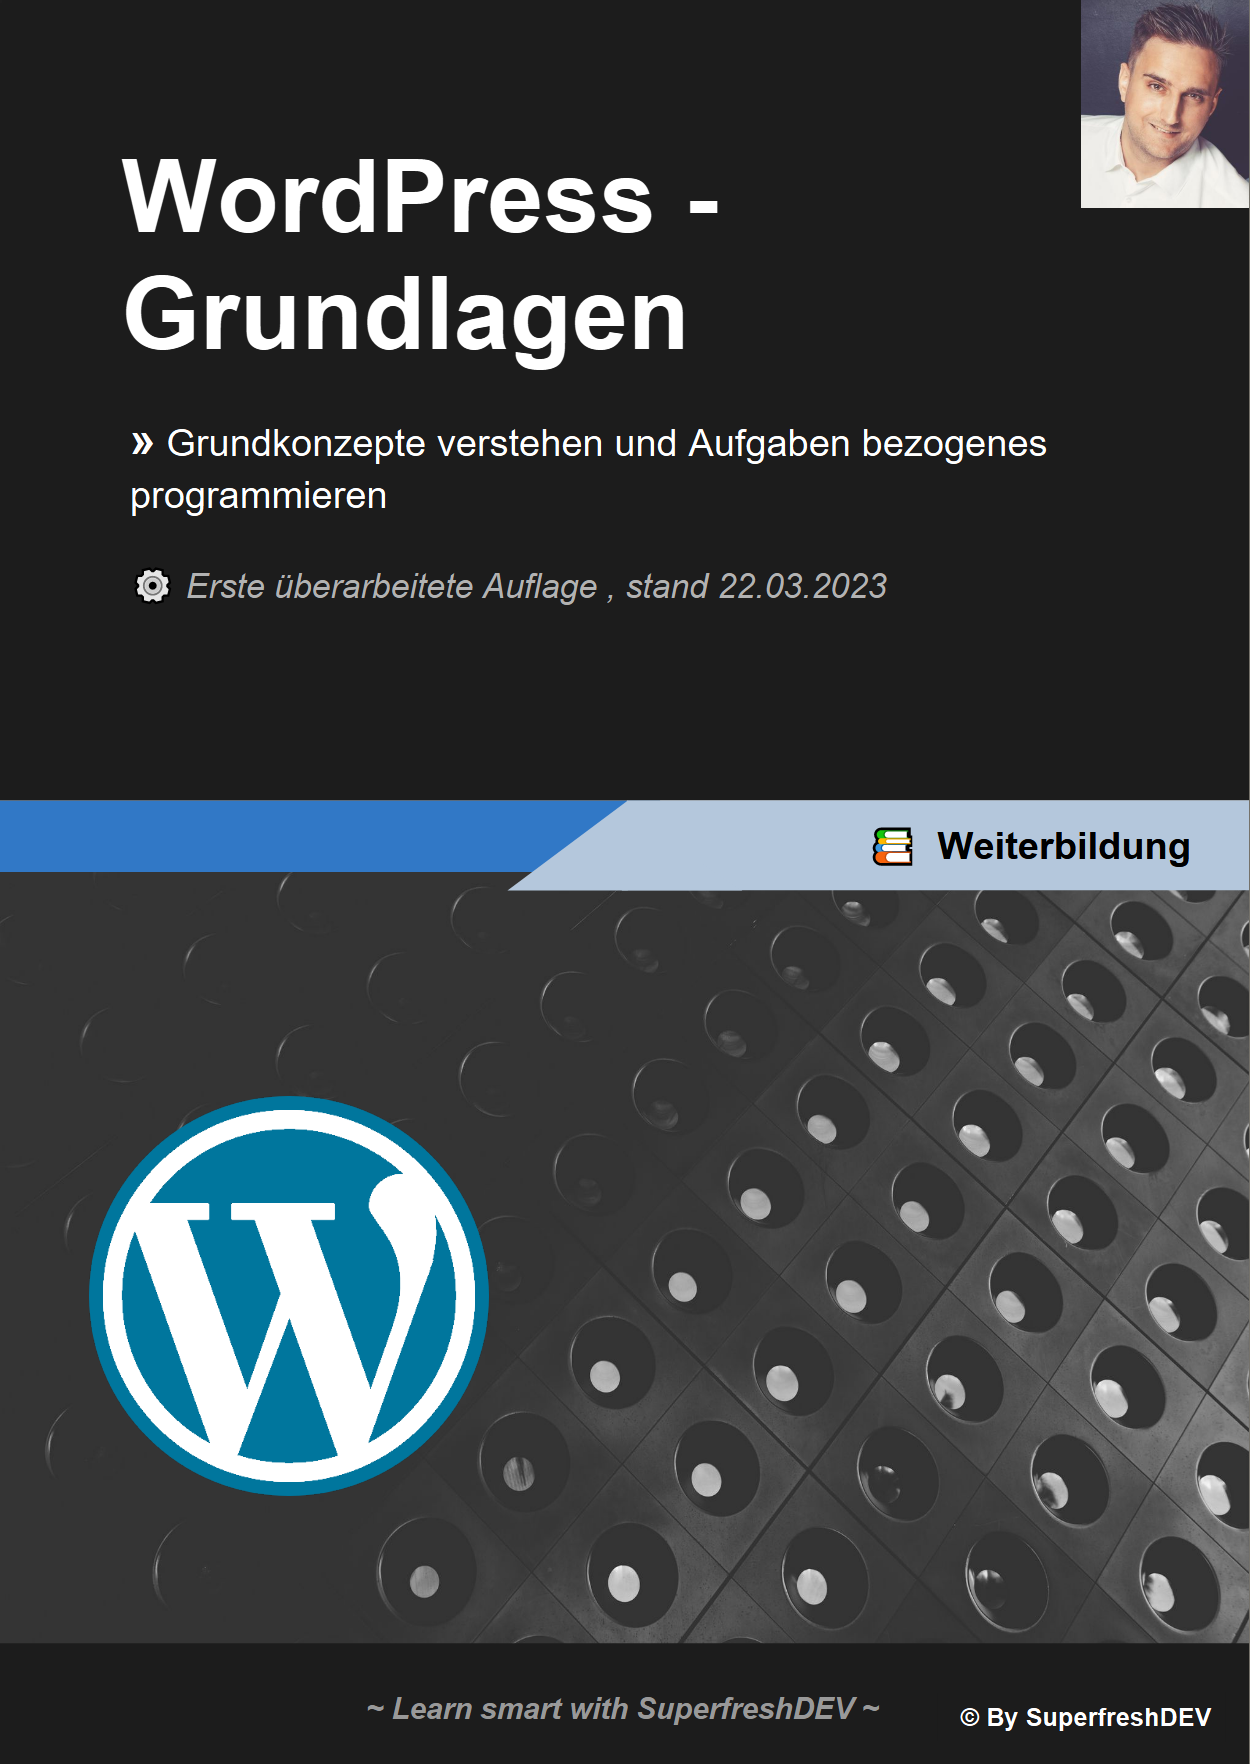 WordPress -
Grundlagen
» Grundkonzepte verstehen und Aufgaben bezogenes
programmieren
Erste überarbeitete Auflage , stand 22.03.2023
Weiterbildung
W
~ Learn smart with SuperfreshDEV ~
© By SuperfreshDEV